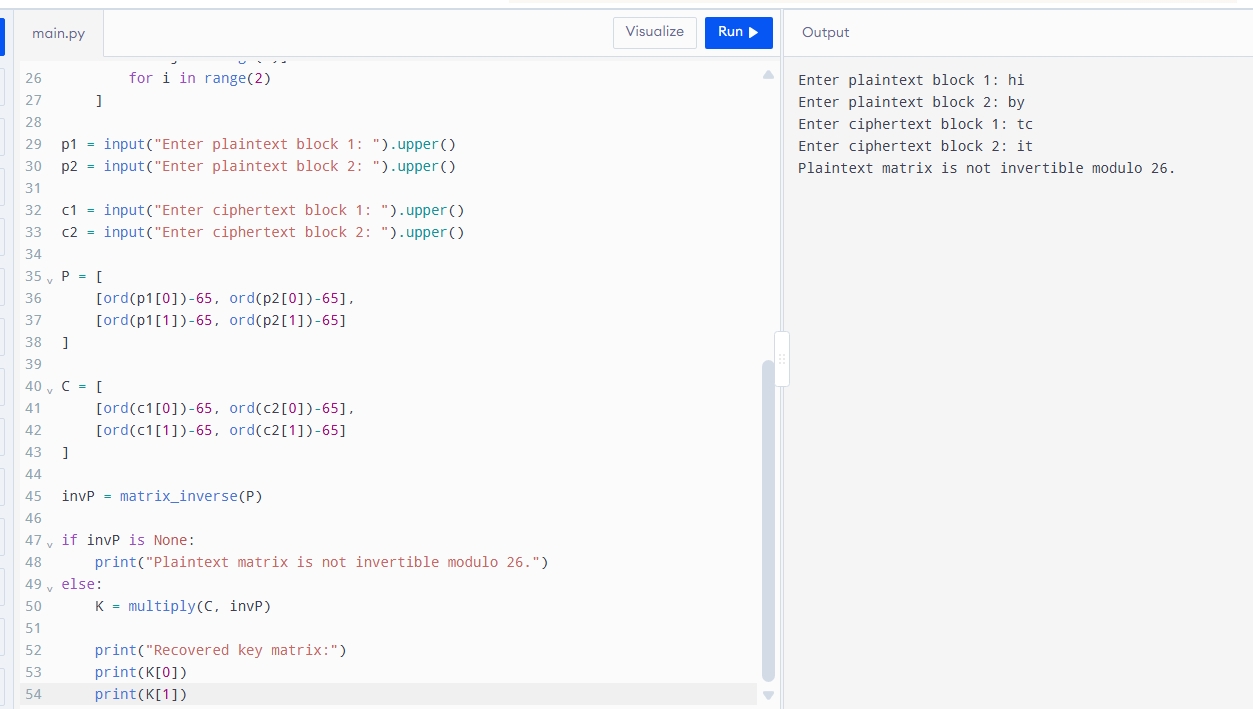 main.py
Visualize
Run
Output
26 for i in range(2)
27 ]
28
29 p1 = input("Enter plaintext block 1: ").upper()
30 p2 = input("Enter plaintext block 2: ").upper()
31
32 c1 = input("Enter ciphertext block 1: ").upper()
33 c2 = input("Enter ciphertext block 2: ").upper()
34
35 P = [
36 [ord(p1[0])-65, ord(p2[0])-65],
37 [ord(p1[1])-65, ord(p2[1])-65]
38 ]
39
40 C = [
41 [ord(c1[0])-65, ord(c2[0])-65],
42 [ord(c1[1])-65, ord(c2[1])-65]
43 ]
44
45 invP = matrix_inverse(P)
46
47 if invP is None:
48 print("Plaintext matrix is not invertible modulo 26.")
49 else:
50 K = multiply(C, invP)
51
52 print("Recovered key matrix:")
53 print(K[0])
54 print(K[1])
Enter plaintext block 1: hi
Enter plaintext block 2: by
Enter ciphertext block 1: tc
Enter ciphertext block 2: it
Plaintext matrix is not invertible modulo 26.